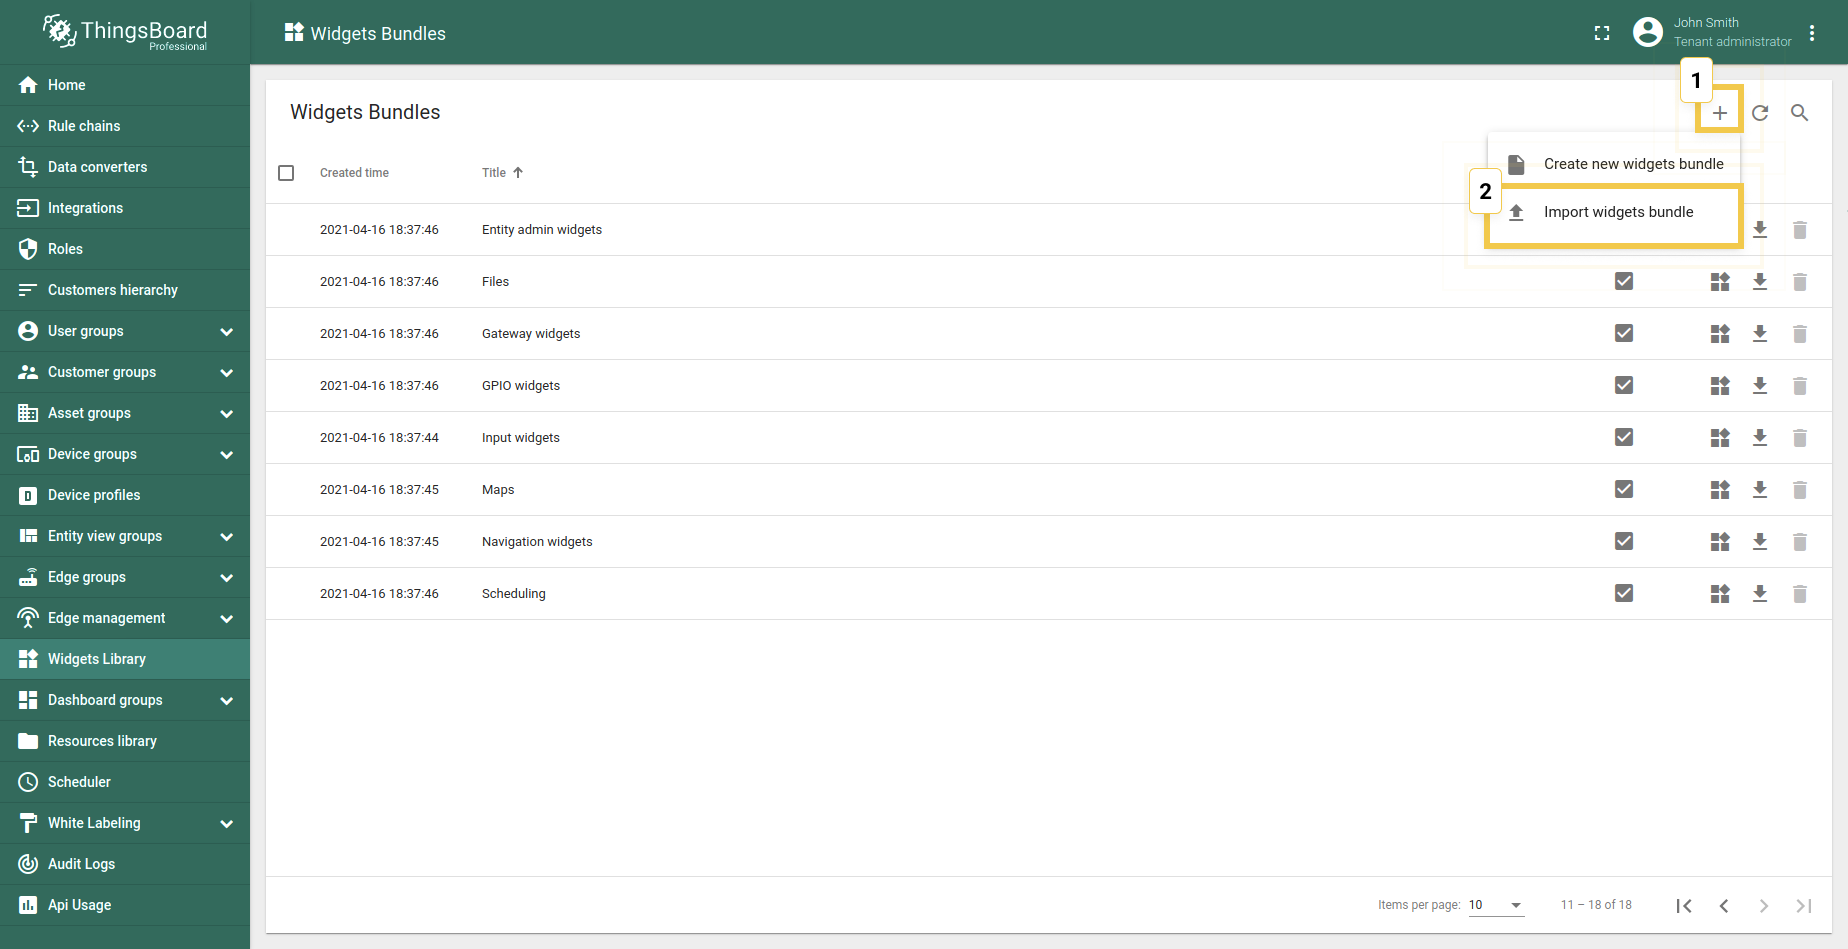 ThingsBoard
Professional
Widgets Bundles
John Smith
Tenant administrator
Home
Rule chains
Data converters
Integrations
Roles
Customers hierarchy
User groups
Customer groups
Asset groups
Device groups
Device profiles
Entity view groups
Edge groups
Edge management
Widgets Library
Dashboard groups
Resources library
Scheduler
White Labeling
Audit Logs
Api Usage
Widgets Bundles
1
Create new widgets bundle
2
Import widgets bundle
Created time Title
2021-04-16 18:37:46 Entity admin widgets
2021-04-16 18:37:46 Files
2021-04-16 18:37:46 Gateway widgets
2021-04-16 18:37:46 GPIO widgets
2021-04-16 18:37:44 Input widgets
2021-04-16 18:37:45 Maps
2021-04-16 18:37:45 Navigation widgets
2021-04-16 18:37:46 Scheduling
Items per page: 10 11 – 18 of 18